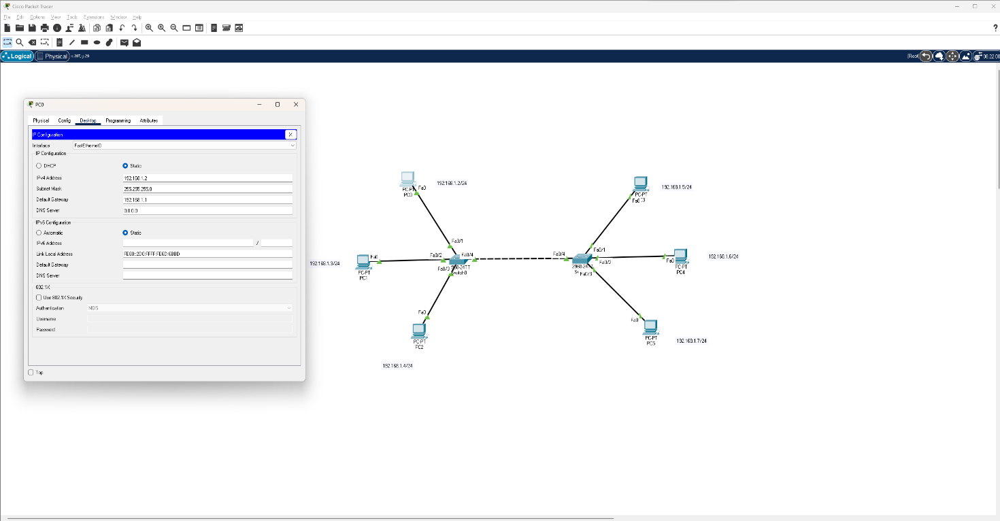 Cisco Packet Tracer
File Edit Options View Tools Extensions Window Help
Logical Physical x: 397, y: 29 [Root] 08:22:00
PC0
Physical Config Desktop Programming Attributes
IP Configuration X
Interface FastEthernet0
IP Configuration
DHCP Static
IPv4 Address 192.168.1.2
Subnet Mask 255.255.255.0
Default Gateway 192.168.1.1
DNS Server 0.0.0.0
IPv6 Configuration
Automatic Static
IPv6 Address /
Link Local Address FE80::2D0:FFFF:FE6D:6BBD
Default Gateway
DNS Server
802.1X
Use 802.1X Security
Authentication MD5
Username
Password
Top
PC-PT
PC0
Fa0
192.168.1.2/24
Fa0/1
192.168.1.3/24
Fa0
PC-PT
PC1
Fa0/2
Fa0/4
Fa0/3
Switch0
Fa0
PC-PT
PC2
192.168.1.4/24
Fa0/4
Fa0/1
Fa0/2
2960-24TT
Fa0/3
PC-PT
Fa0
192.168.1.5/24
Fa0
PC-PT
PC4
192.168.1.6/24
Fa0
PC-PT
PC5
192.168.1.7/24